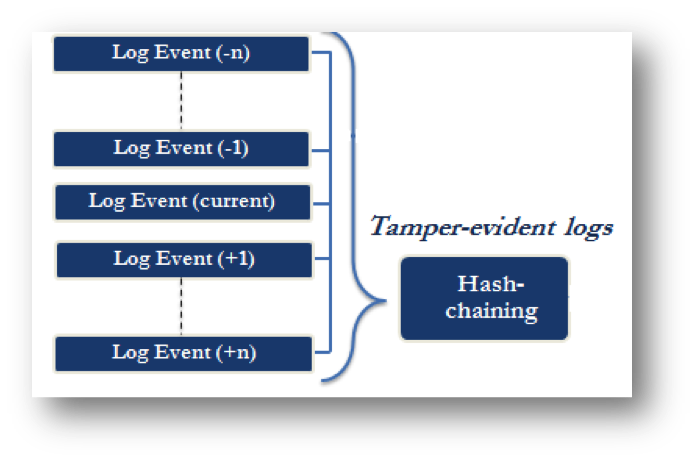 Log Event (-n)
Log Event (-1)
Log Event (current)
Log Event (+1)
Log Event (+n)
Tamper-evident logs
Hash-
chaining